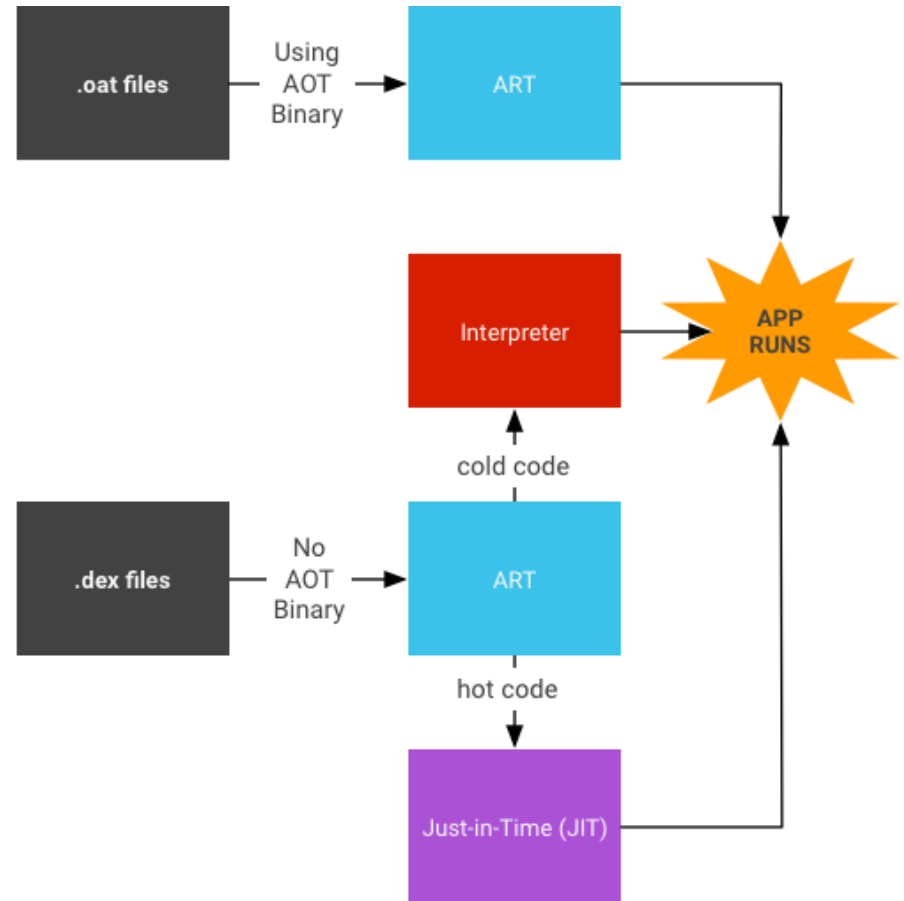 .oat files
Using
AOT
Binary
ART
Interpreter
APP
RUNS
cold code
.dex files
No
AOT
Binary
ART
hot code
Just-in-Time (JIT)